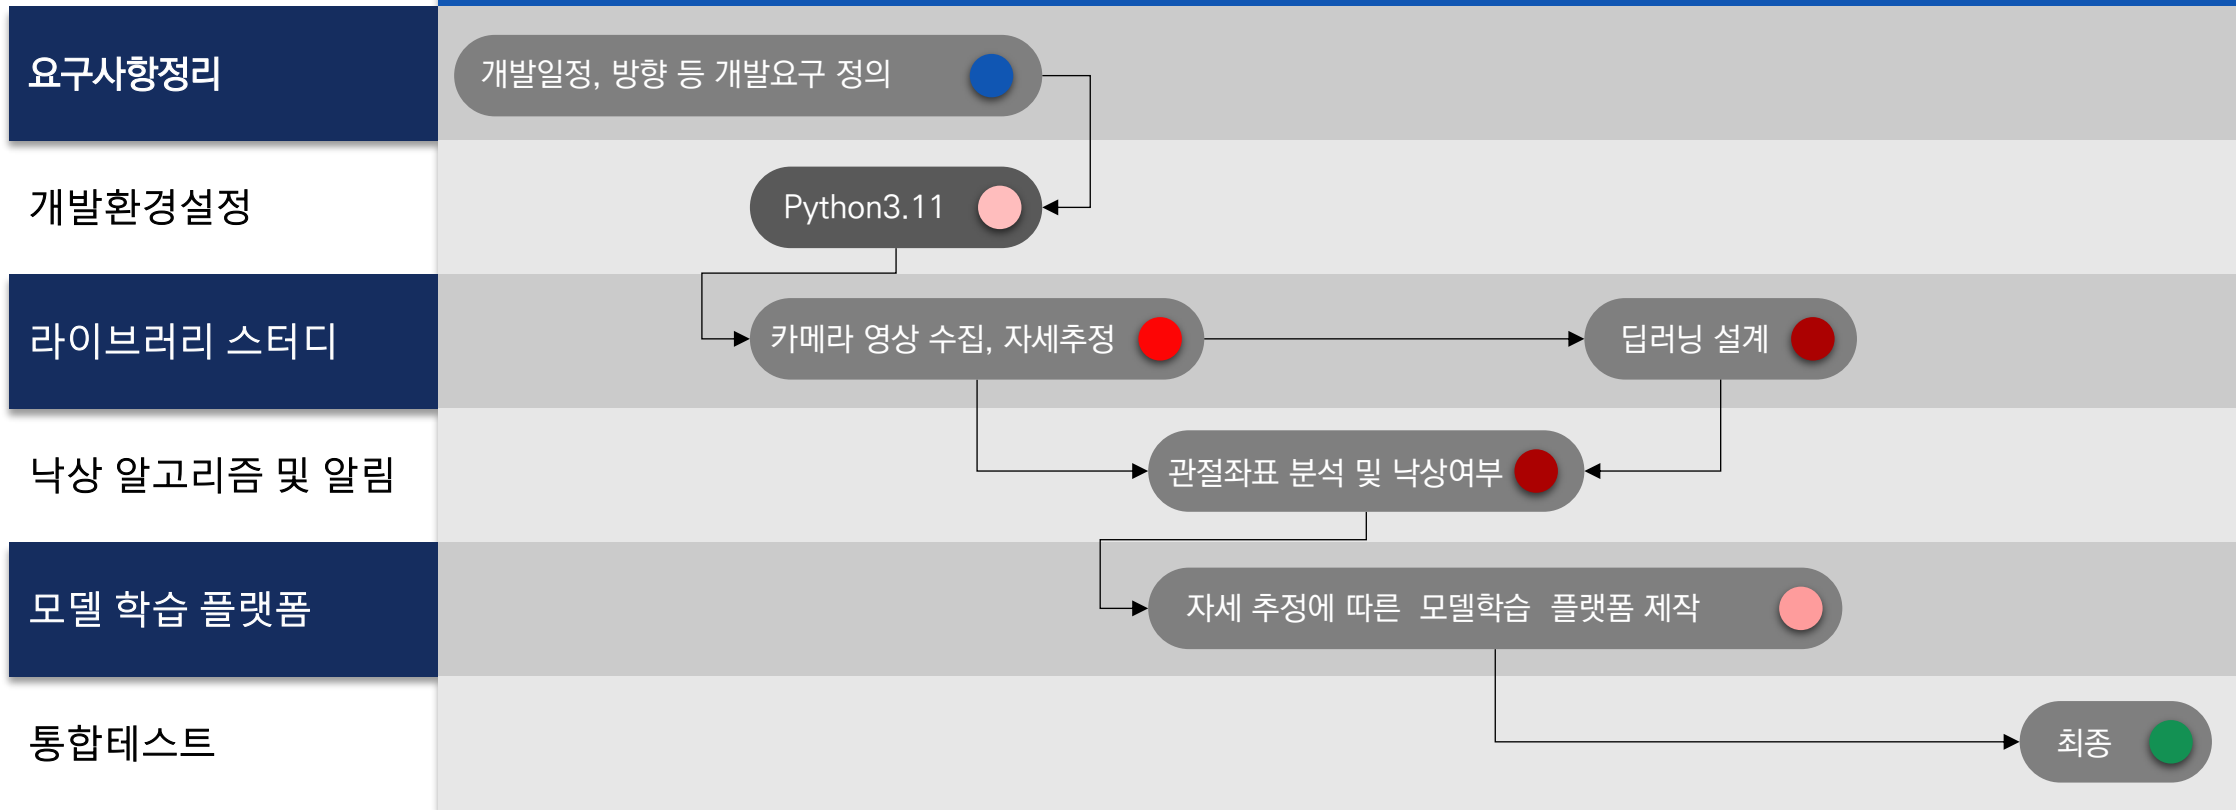 요구사항정리
개발일정, 방향 등 개발요구 정의
개발환경설정
Python3.11
라이브러리 스터디
카메라 영상 수집, 자세추정
딥러닝 설계
낙상 알고리즘 및 알림
관절좌표 분석 및 낙상여부
모델 학습 플랫폼
자세 추정에 따른 모델학습 플랫폼 제작
통합테스트
최종